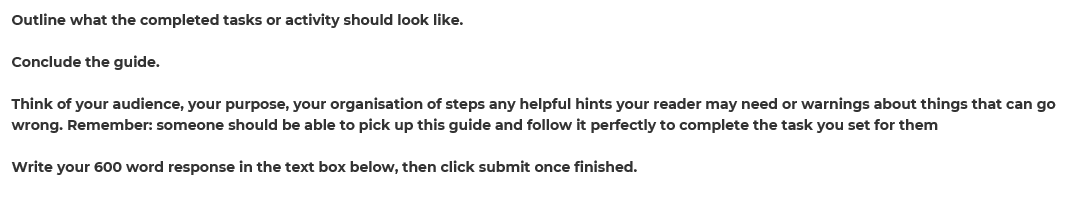 Outline what the completed tasks or activity should look like.
Conclude the guide.
Think of your audience, your purpose, your organisation of steps any helpful hints your reader may need or warnings about things that can go
wrong. Remember: someone should be able to pick up this guide and follow it perfectly to complete the task you set for them
Write your 600 word response in the text box below, then click submit once finished.